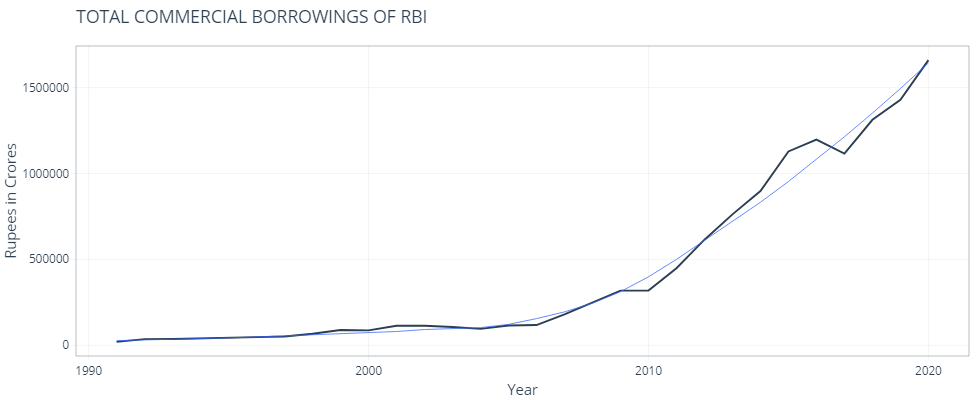 TOTAL COMMERCIAL BORROWINGS OF RBI
1500000
1000000
500000
0
Rupees in Crores
1990 2000 2010 2020
Year